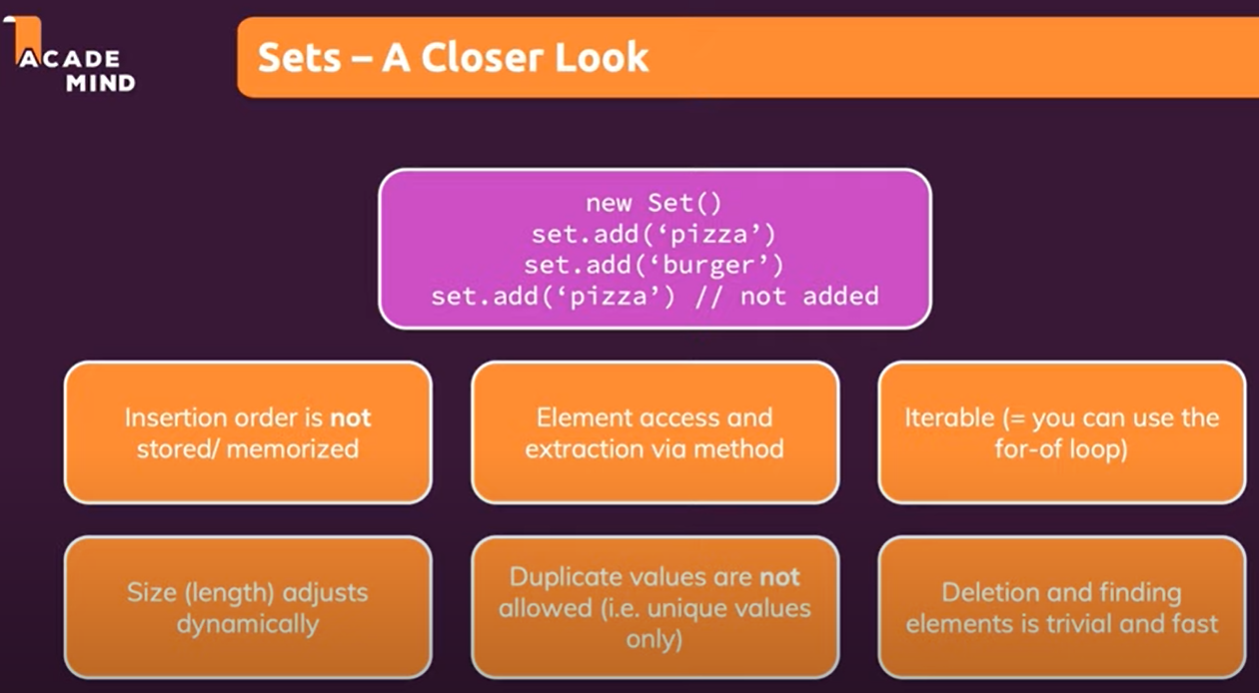 ACADE
MIND
Sets – A Closer Look
new Set()
set.add(‘pizza’)
set.add(‘burger’)
set.add(‘pizza’) // not added
Insertion order is not
stored/ memorized
Element access and
extraction via method
Iterable (= you can use the
for-of loop)
Size (length) adjusts
dynamically
Duplicate values are not
allowed (i.e. unique values
only)
Deletion and finding
elements is trivial and fast